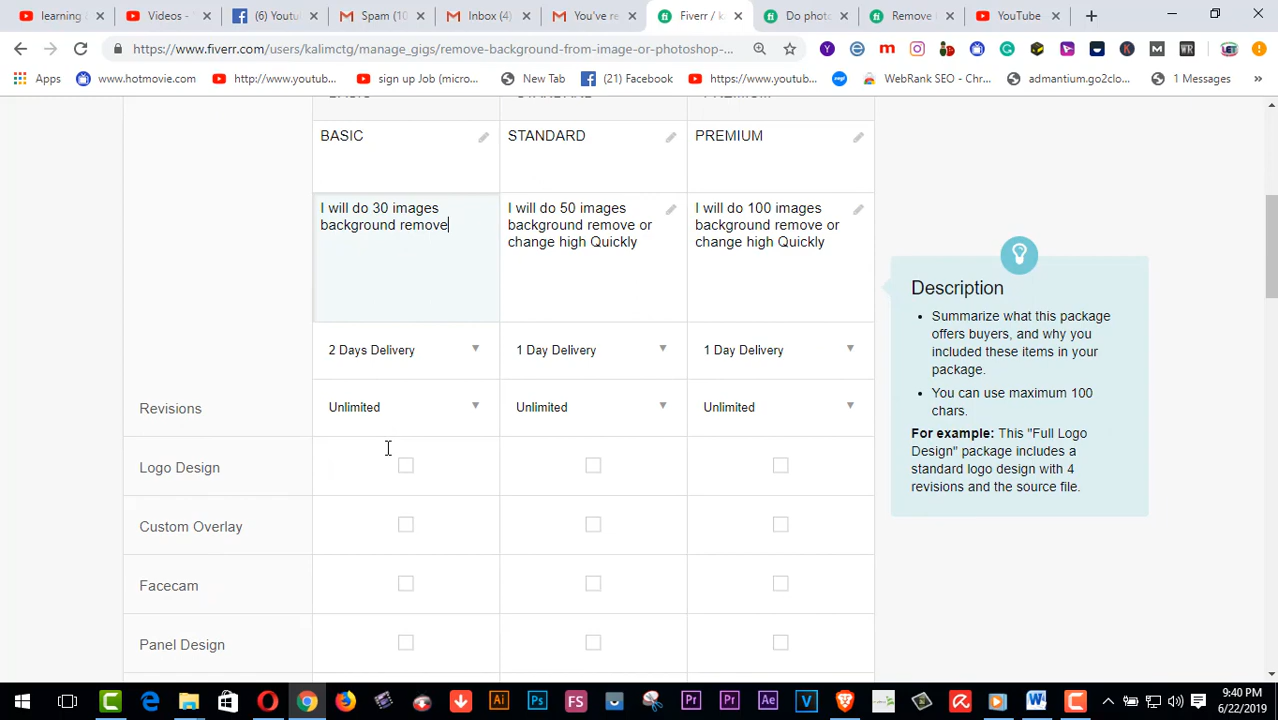 learning
Videos -
(6) Youtu
Spam (10
Inbox (4)
You've re
Fiverr / k
Do photo
Remove I
YouTube
https://www.fiverr.com/users/kalimctg/manage_gigs/remove-background-from-image-or-photoshop-...
Apps
www.hotmovie.com
http://www.youtub...
sign up Job (micro...
New Tab
(21) Facebook
https://www.youtub...
WebRank SEO - Chr...
admantium.go2clo...
1 Messages
BASIC
STANDARD
PREMIUM
BASIC
STANDARD
PREMIUM
I will do 30 images
background remove
I will do 50 images
background remove or
change high Quickly
I will do 100 images
background remove or
change high Quickly
Description
Summarize what this package
offers buyers, and why you
included these items in your
package.
You can use maximum 100
chars.
For example: This "Full Logo
Design" package includes a
standard logo design with 4
revisions and the source file.
2 Days Delivery
1 Day Delivery
1 Day Delivery
Revisions
Unlimited
Unlimited
Unlimited
Logo Design
Custom Overlay
Facecam
Panel Design
9:40 PM
6/22/2019